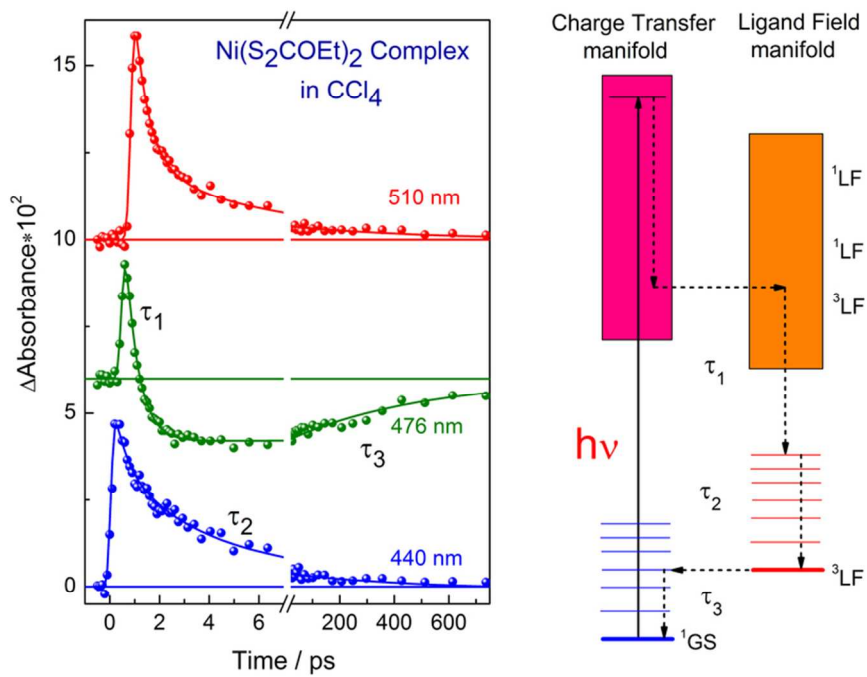 Ni(S₂COEt)₂ Complex
in CCl₄
ΔAbsorbance*10²
15
10
5
0
510 nm
τ₁
476 nm
τ₃
τ₂
440 nm
0 2 4 6 200 400 600
Time / ps
Charge Transfer
manifold
Ligand Field
manifold
¹LF
¹LF
³LF
τ₁
hν
τ₂
³LF
τ₃
¹GS